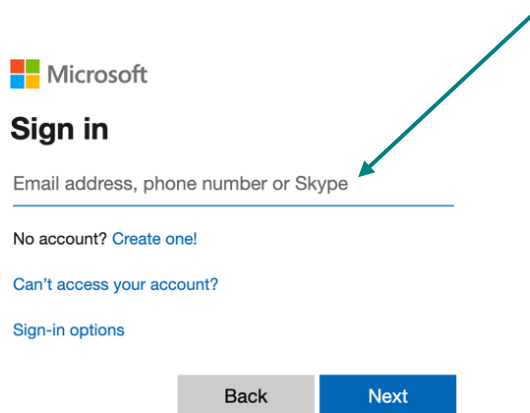 Microsoft
Sign in
Email address, phone number or Skype
No account? Create one!
Can't access your account?
Sign-in options
Back Next